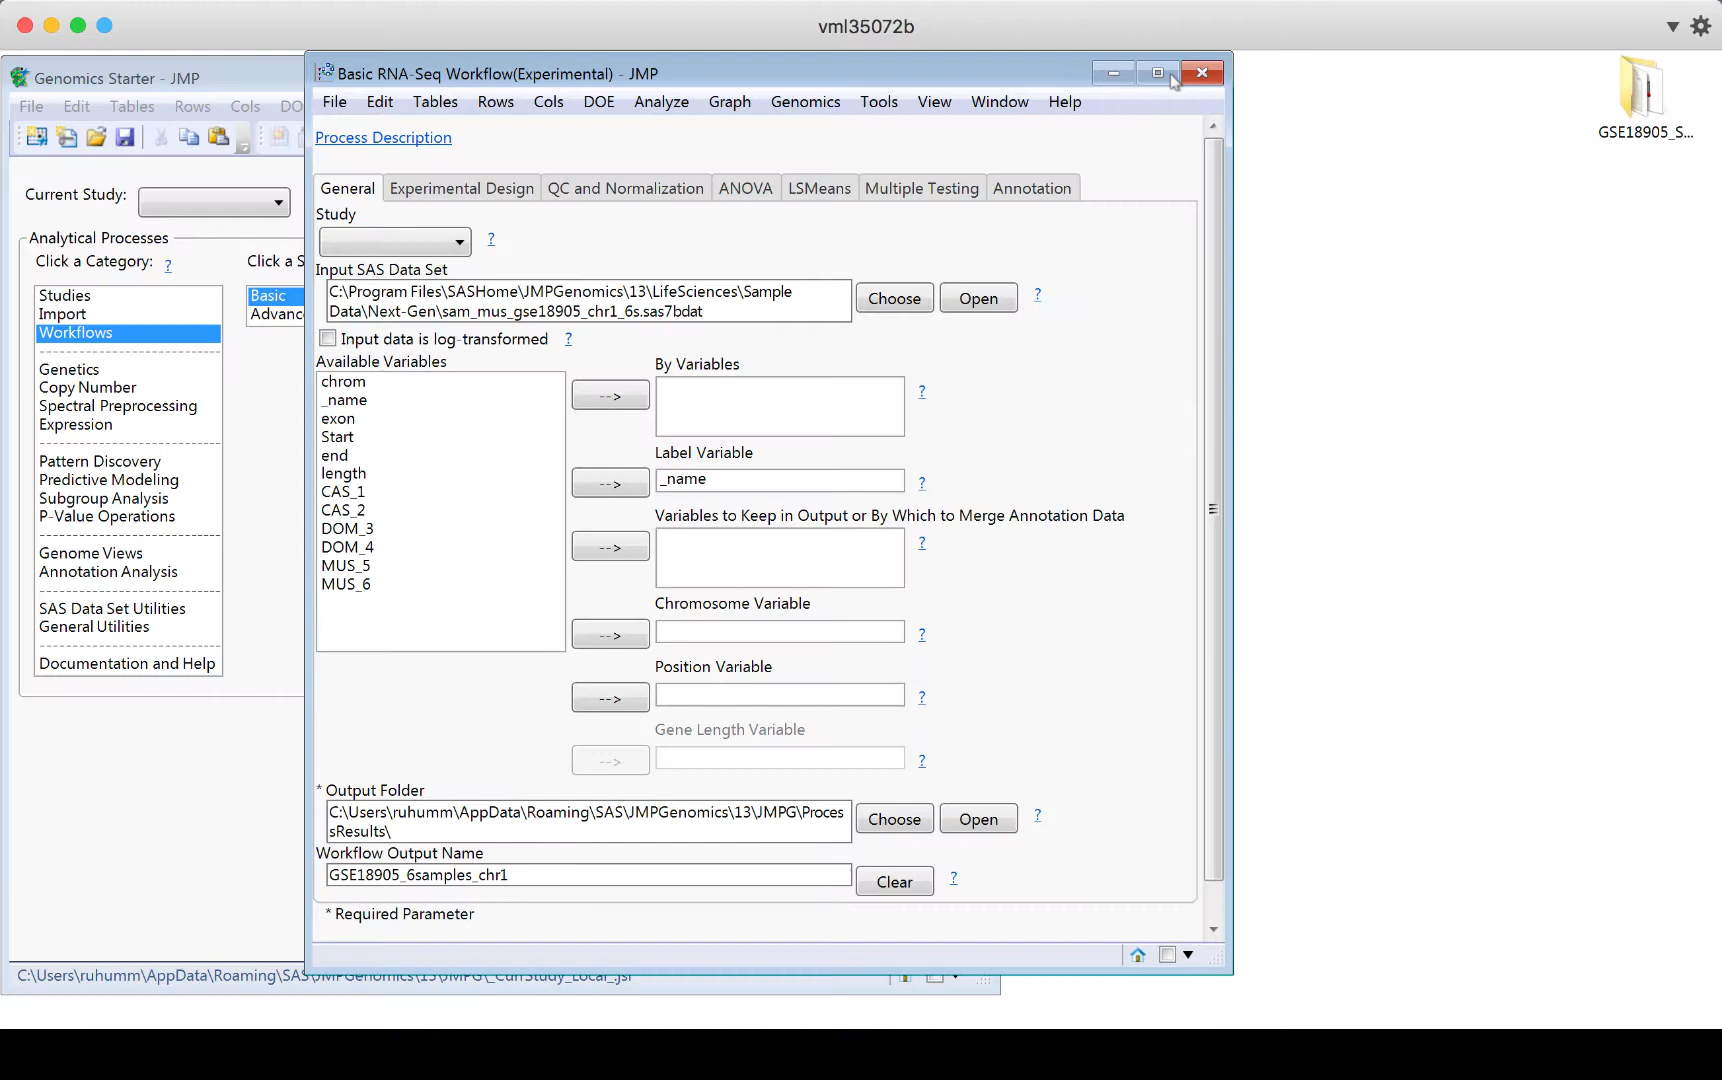 vml35072b
Genomics Starter - JMP
File Edit Tables Rows Cols DO
Current Study:
Analytical Processes
Click a Category: ?
Click a S
Studies
Import
Workflows
Genetics
Copy Number
Spectral Preprocessing
Expression
Pattern Discovery
Predictive Modeling
Subgroup Analysis
P-Value Operations
Genome Views
Annotation Analysis
SAS Data Set Utilities
General Utilities
Documentation and Help
Basic
Advanc
Basic RNA-Seq Workflow(Experimental) - JMP
File Edit Tables Rows Cols DOE Analyze Graph Genomics Tools View Window Help
Process Description
General Experimental Design QC and Normalization ANOVA LSMeans Multiple Testing Annotation
Study
?
Input SAS Data Set
C:\Program Files\SASHome\JMPGenomics\13\LifeSciences\Sample
Data\Next-Gen\sam_mus_gse18905_chr1_6s.sas7bdat
Choose Open ?
Input data is log-transformed ?
Available Variables
chrom
_name
exon
Start
end
length
CAS_1
CAS_2
DOM_3
DOM_4
MUS_5
MUS_6
By Variables
--> ?
Label Variable
--> _name ?
Variables to Keep in Output or By Which to Merge Annotation Data
--> ?
Chromosome Variable
--> ?
Position Variable
--> ?
Gene Length Variable
--> ?
* Output Folder
C:\Users\ruhumm\AppData\Roaming\SAS\JMPGenomics\13\JMPG\Proces
sResults\
Choose Open ?
Workflow Output Name
GSE18905_6samples_chr1
Clear ?
* Required Parameter
C:\Users\ruhumm\AppData\Roaming\SAS\JMPGenomics\13\JMPG\_CurrStudy_Local.jsl
GSE18905_S...